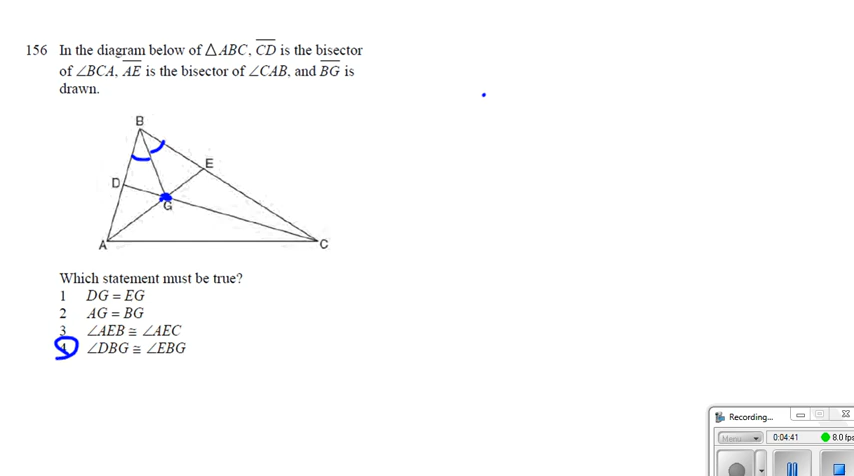 156 In the diagram below of △ABC, CD is the bisector
of ∠BCA, AE is the bisector of ∠CAB, and BG is
drawn.
B
E
D
G
A
C
Which statement must be true?
1 DG = EG
2 AG = BG
3 ∠AEB ≅ ∠AEC
4 ∠DBG ≅ ∠EBG
Recording...
Menu
0:04:41
8.0 fps